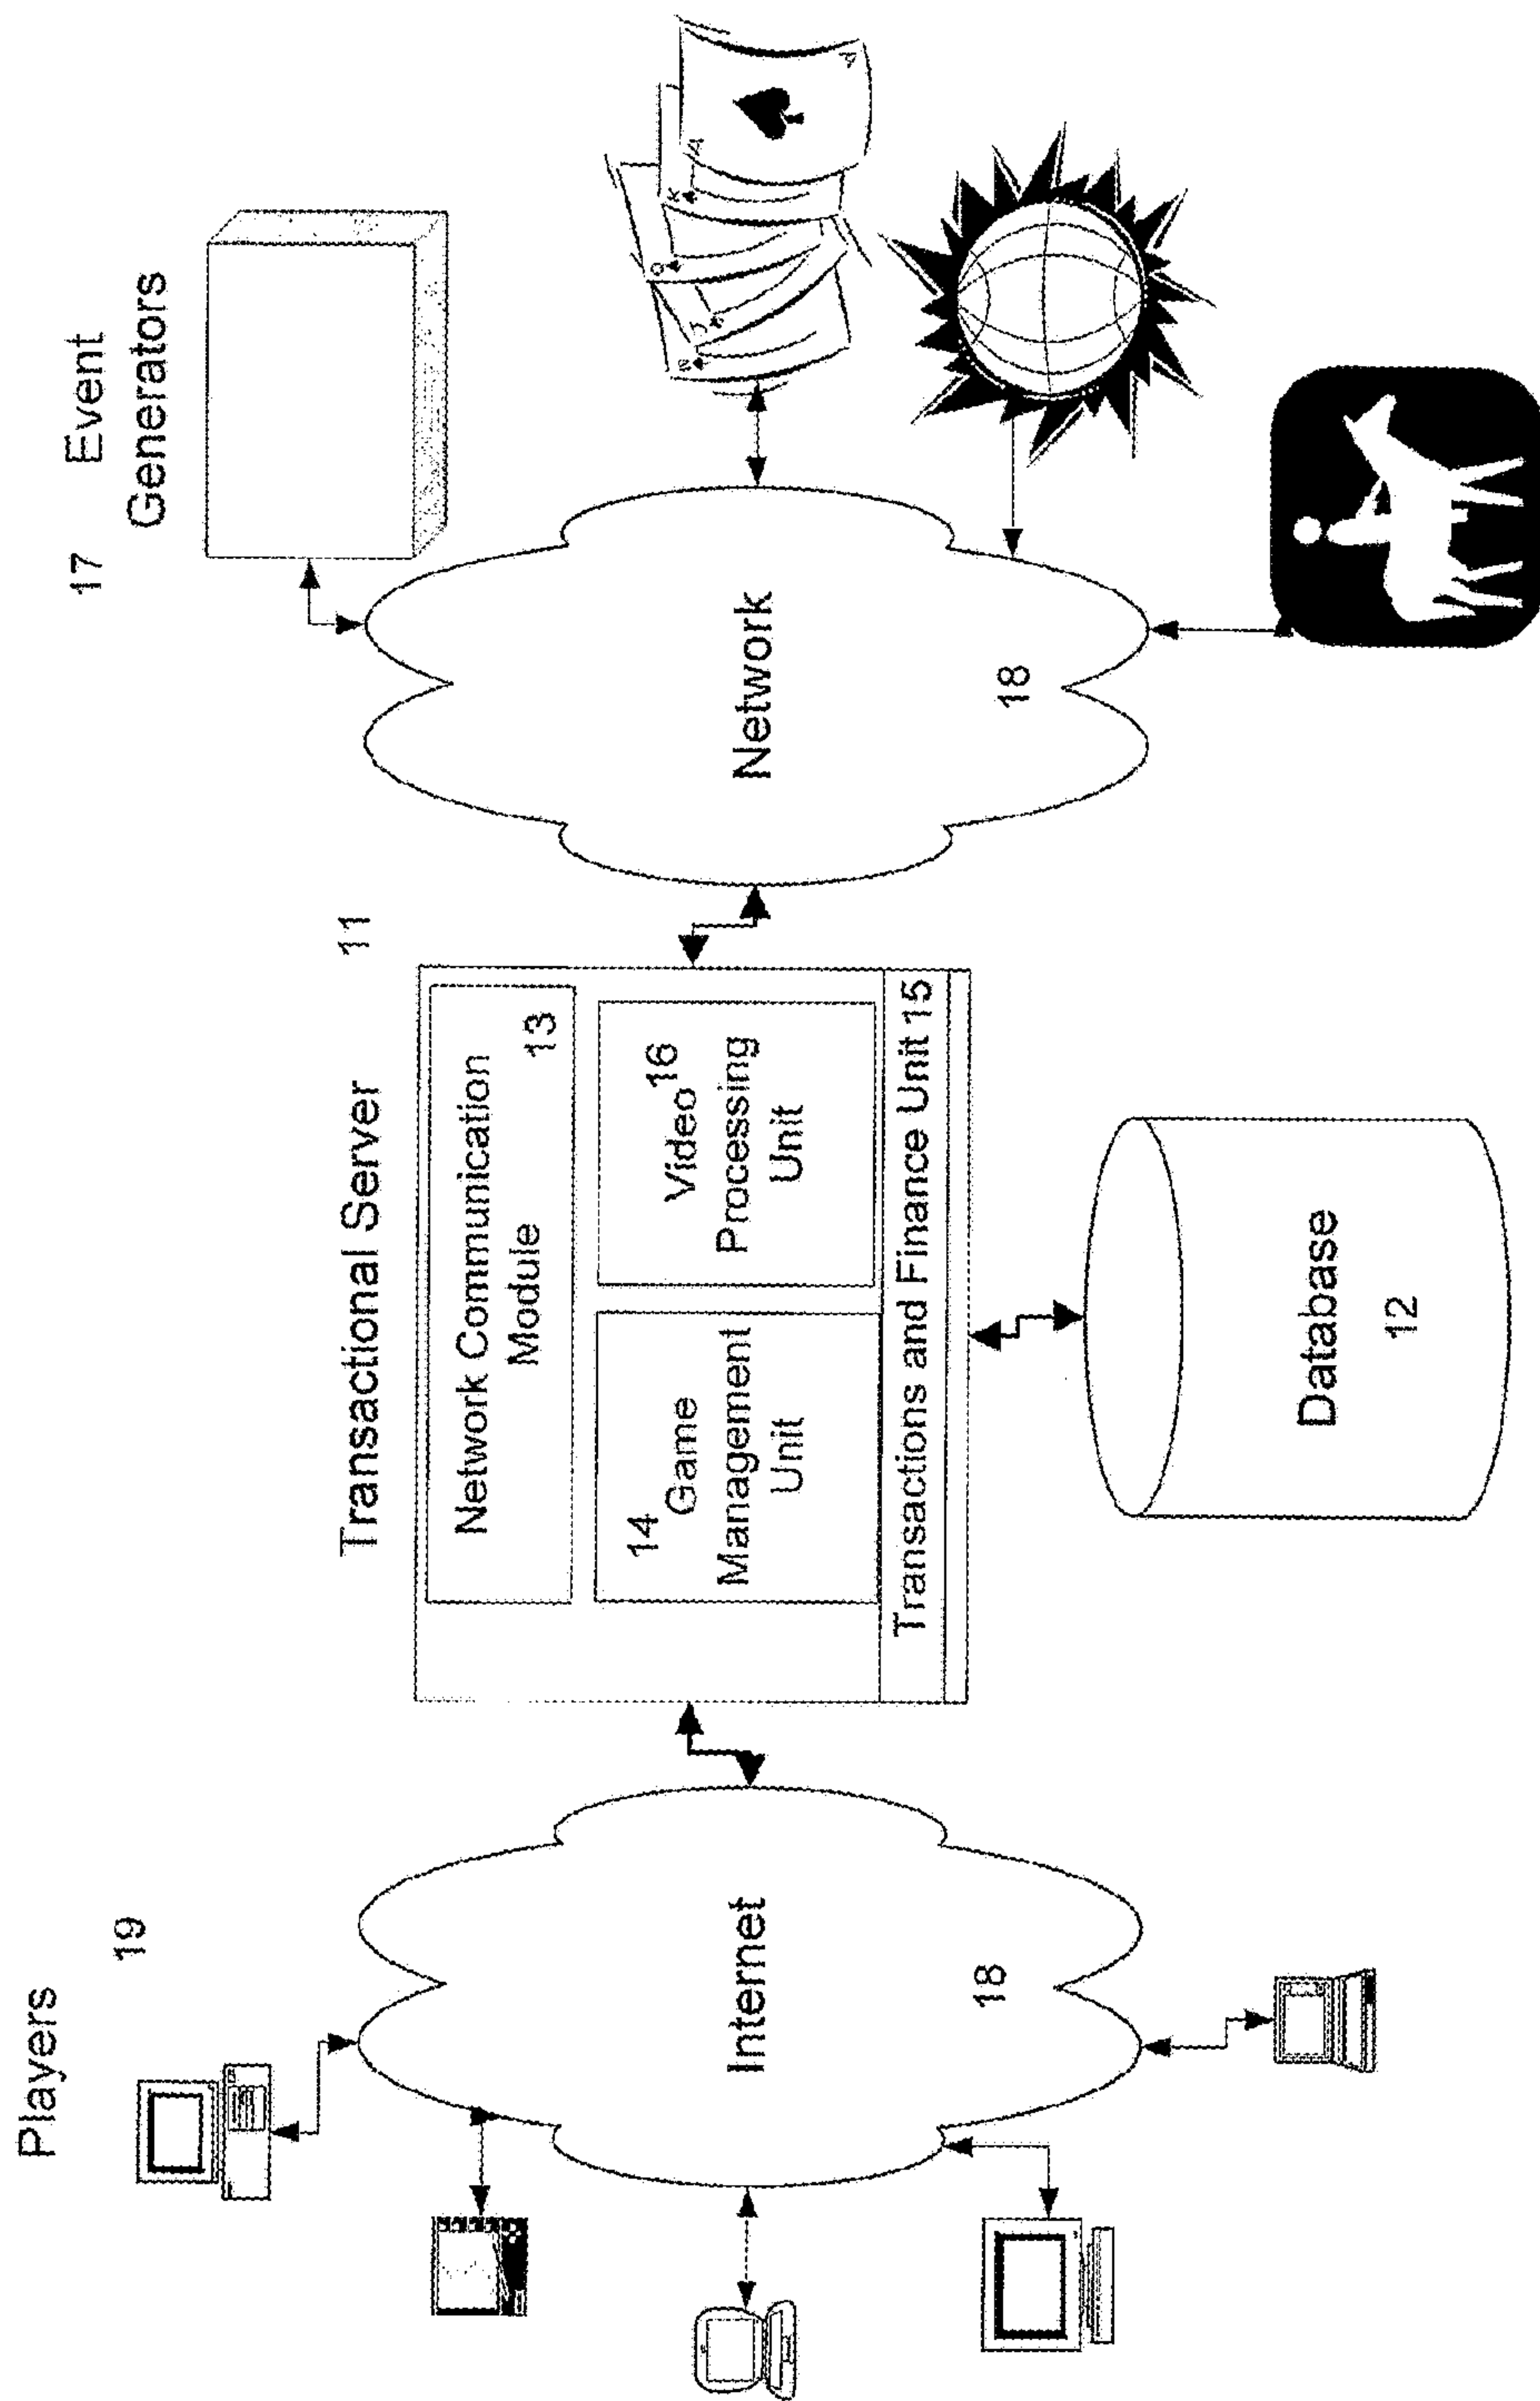 Players
19
Internet
18
Transactional Server
11
Network Communication
Module
13
14
Game
Management
Unit
Video 16
Processing
Unit
Transactions and Finance Unit 15
Database
12
Network
18
17 Event
Generators
A
K
A
Q
J